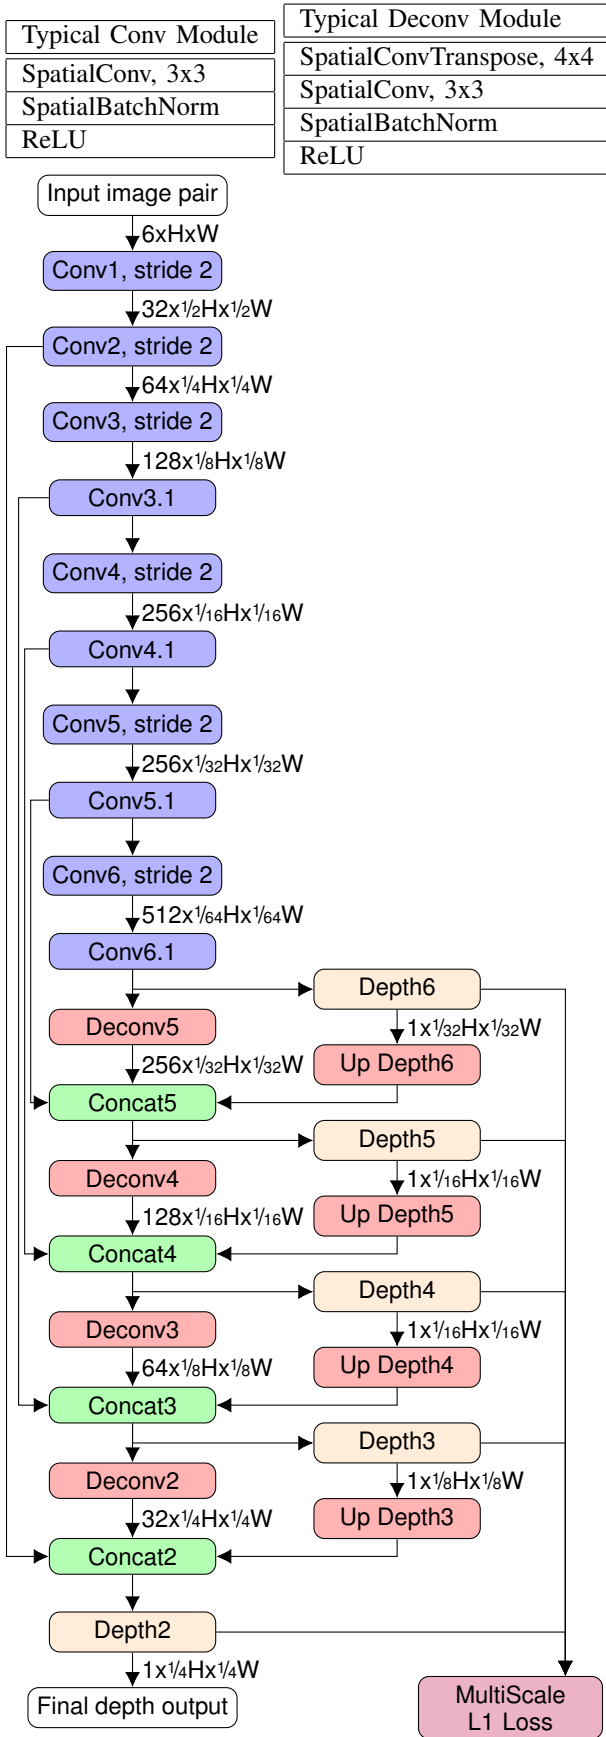 Typical Conv Module
SpatialConv, 3x3
SpatialBatchNorm
ReLU
Typical Deconv Module
SpatialConvTranspose, 4x4
SpatialConv, 3x3
SpatialBatchNorm
ReLU
Input image pair
6xHxW
Conv1, stride 2
32x1/2Hx1/2W
Conv2, stride 2
64x1/4Hx1/4W
Conv3, stride 2
128x1/8Hx1/8W
Conv3.1
Conv4, stride 2
256x1/16Hx1/16W
Conv4.1
Conv5, stride 2
256x1/32Hx1/32W
Conv5.1
Conv6, stride 2
512x1/64Hx1/64W
Conv6.1
Depth6
Deconv5
1x1/32Hx1/32W
256x1/32Hx1/32W
Up Depth6
Concat5
Depth5
Deconv4
1x1/16Hx1/16W
128x1/16Hx1/16W
Up Depth5
Concat4
Depth4
Deconv3
1x1/16Hx1/16W
64x1/8Hx1/8W
Up Depth4
Concat3
Depth3
Deconv2
1x1/8Hx1/8W
32x1/4Hx1/4W
Up Depth3
Concat2
Depth2
1x1/4Hx1/4W
Final depth output
MultiScale
L1 Loss